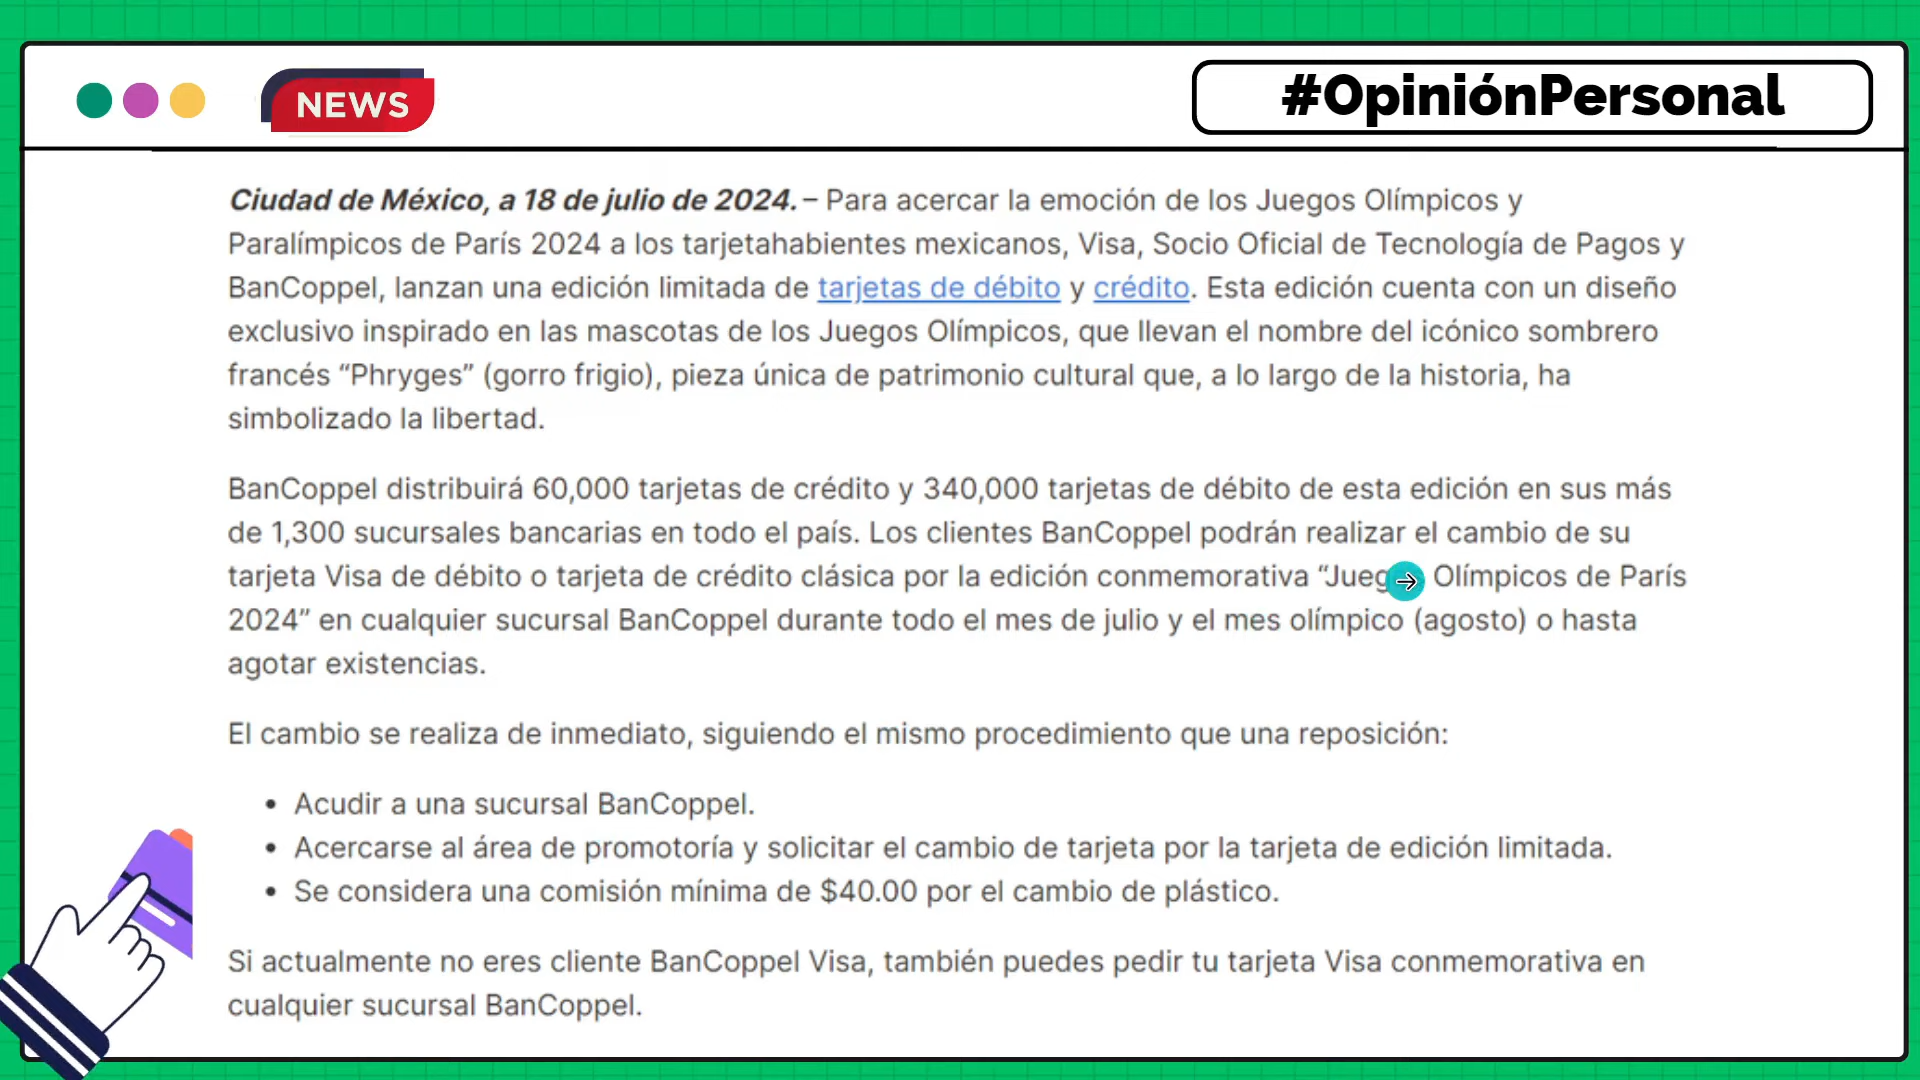 NEWS
#OpiniónPersonal
Ciudad de México, a 18 de julio de 2024. – Para acercar la emoción de los Juegos Olímpicos y
Paralímpicos de París 2024 a los tarjetahabientes mexicanos, Visa, Socio Oficial de Tecnología de Pagos y
BanCoppel, lanzan una edición limitada de tarjetas de débito y crédito. Esta edición cuenta con un diseño
exclusivo inspirado en las mascotas de los Juegos Olímpicos, que llevan el nombre del icónico sombrero
francés “Phryges” (gorro frigio), pieza única de patrimonio cultural que, a lo largo de la historia, ha
simbolizado la libertad.
BanCoppel distribuirá 60,000 tarjetas de crédito y 340,000 tarjetas de débito de esta edición en sus más
de 1,300 sucursales bancarias en todo el país. Los clientes BanCoppel podrán realizar el cambio de su
tarjeta Visa de débito o tarjeta de crédito clásica por la edición conmemorativa “Juegos Olímpicos de París
2024” en cualquier sucursal BanCoppel durante todo el mes de julio y el mes olímpico (agosto) o hasta
agotar existencias.
El cambio se realiza de inmediato, siguiendo el mismo procedimiento que una reposición:
• Acudir a una sucursal BanCoppel.
• Acercarse al área de promotoría y solicitar el cambio de tarjeta por la tarjeta de edición limitada.
• Se considera una comisión mínima de $40.00 por el cambio de plástico.
Si actualmente no eres cliente BanCoppel Visa, también puedes pedir tu tarjeta Visa conmemorativa en
cualquier sucursal BanCoppel.